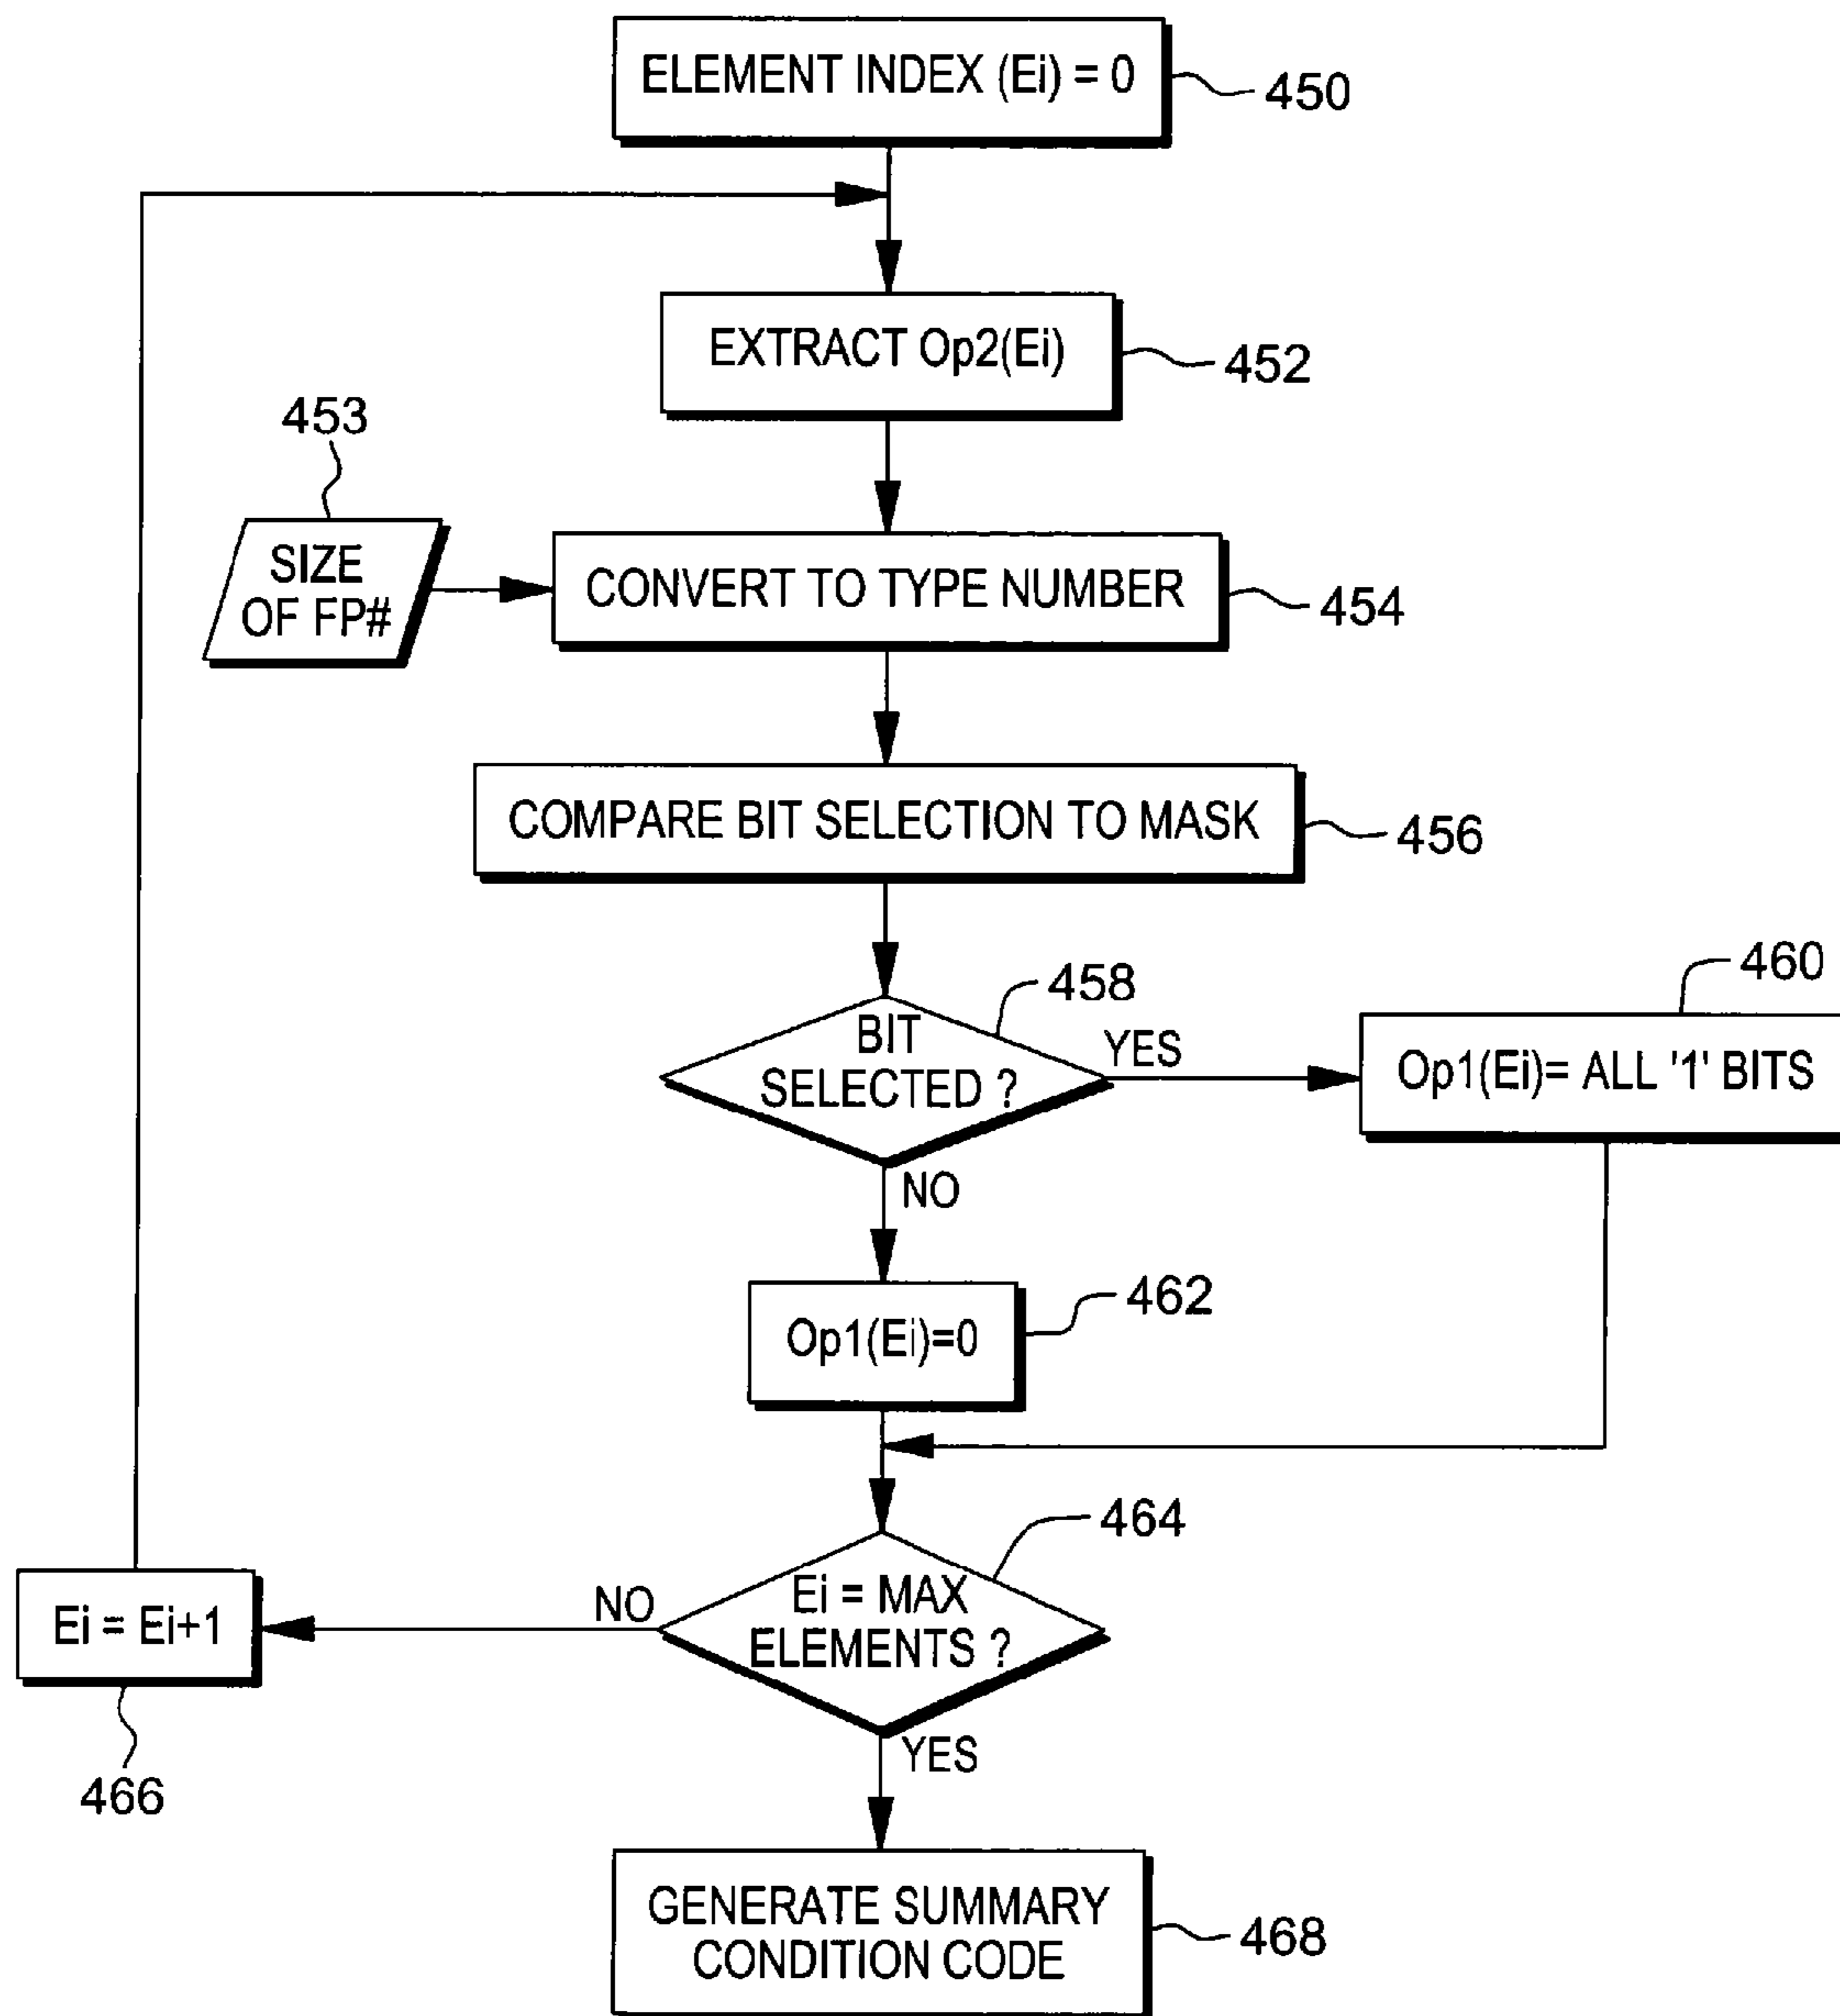 ELEMENT INDEX (Ei) = 0
450
EXTRACT Op2(Ei)
452
453
SIZE
OF FP#
CONVERT TO TYPE NUMBER
454
COMPARE BIT SELECTION TO MASK
456
458
BIT
SELECTED ?
YES
460
Op1(Ei)= ALL '1' BITS
NO
Op1(Ei)=0
462
464
Ei = MAX
ELEMENTS ?
NO
Ei = Ei+1
466
YES
GENERATE SUMMARY
CONDITION CODE
468